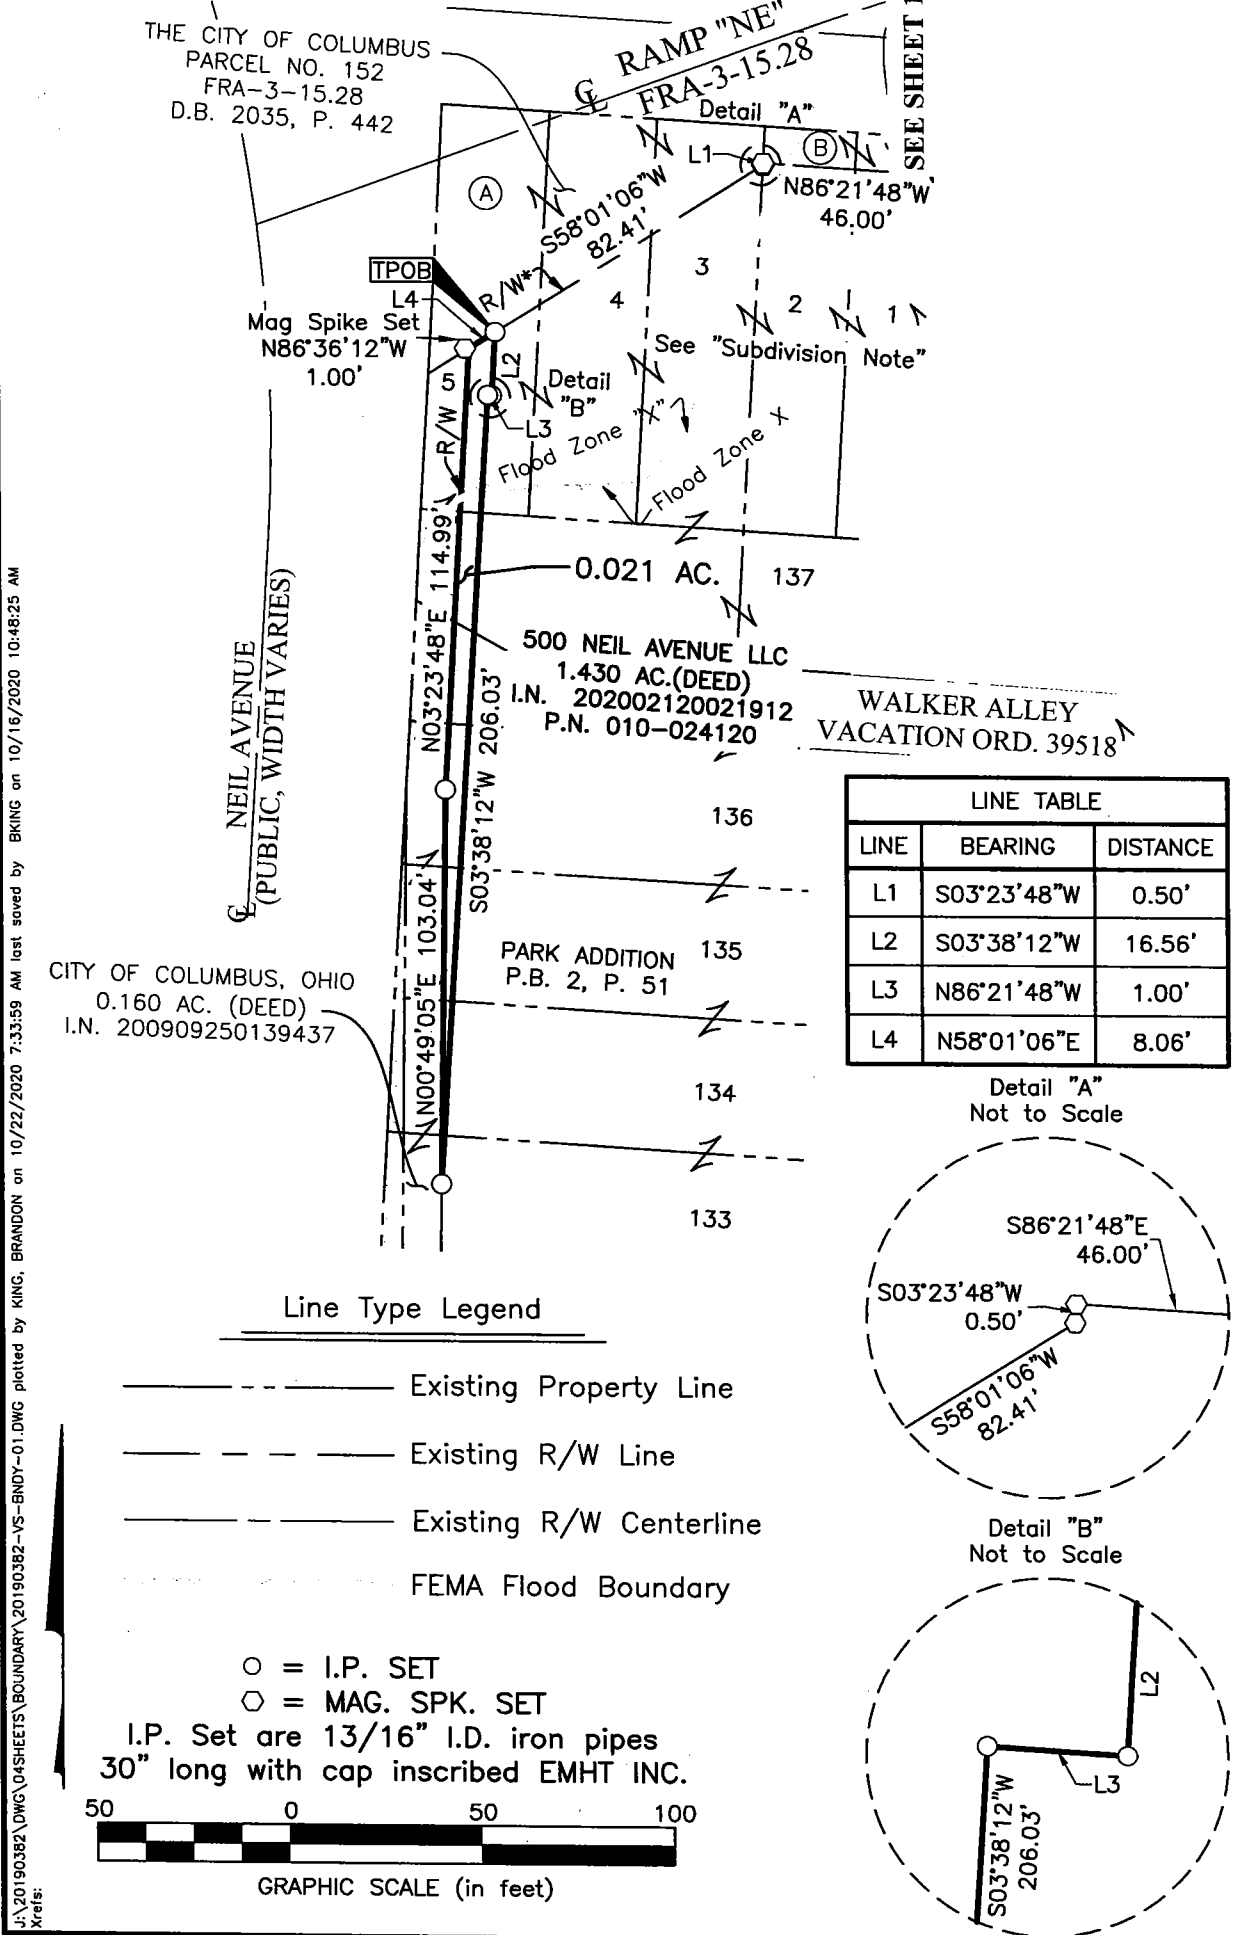 THE CITY OF COLUMBUS
PARCEL NO. 152
FRA-3-15.28
D.B. 2035, P. 442
RAMP "NE"
FRA-3-15.28
SEE SHEET 1
Detail "A"
L1
B
N86°21'48"W
46.00'
A
S58°01'06"W
82.41'
TPOB
L4
R/W*
Mag Spike Set
N86°36'12"W
1.00'
3
4
2
1
See "Subdivision Note"
5
L2
Detail
"B"
L3
R/W
Flood Zone "X"
Flood Zone X
0.021 AC.
137
N03°23'48"E 114.99'
500 NEIL AVENUE LLC
1.430 AC.(DEED)
I.N. 202002120021912
P.N. 010-024120
WALKER ALLEY
VACATION ORD. 39518
NEIL AVENUE
(PUBLIC, WIDTH VARIES)
S03°38'12"W 206.03'
136
N00°49'05"E 103.04'
PARK ADDITION
P.B. 2, P. 51
135
CITY OF COLUMBUS, OHIO
0.160 AC. (DEED)
I.N. 200909250139437
134
133
LINE TABLE
LINE BEARING DISTANCE
L1 S03°23'48"W 0.50'
L2 S03°38'12"W 16.56'
L3 N86°21'48"W 1.00'
L4 N58°01'06"E 8.06'
Detail "A"
Not to Scale
S86°21'48"E
46.00'
S03°23'48"W
0.50'
S58°01'06"W
82.41'
Detail "B"
Not to Scale
L2
L3
S03°38'12"W
206.03'
Line Type Legend
Existing Property Line
Existing R/W Line
Existing R/W Centerline
FEMA Flood Boundary
= I.P. SET
= MAG. SPK. SET
I.P. Set are 13/16" I.D. iron pipes
30" long with cap inscribed EMHT INC.
50 0 50 100
GRAPHIC SCALE (in feet)
J:\20190382\DWG\04SHEETS\BOUNDARY\20190382-VS-BNDY-01.DWG plotted by KING, BRANDON on 10/22/2020 7:33:59 AM last saved by BKING on 10/16/2020 10:48:25 AM
Xrefs: